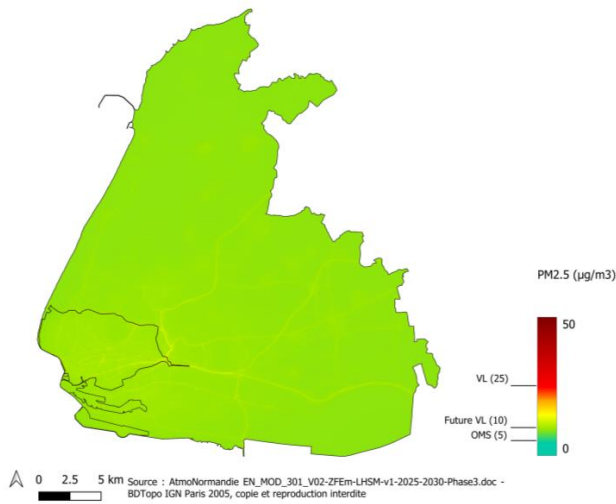 PM2.5 (µg/m3)
50
VL (25)
Future VL (10)
OMS (5)
0
0 2.5 5 km
Source : AtmoNormandie EN_MOD_301_V02-ZFEm-LHSM-v1-2025-2030-Phase3.doc -
BDTopo IGN Paris 2005, copie et reproduction interdite